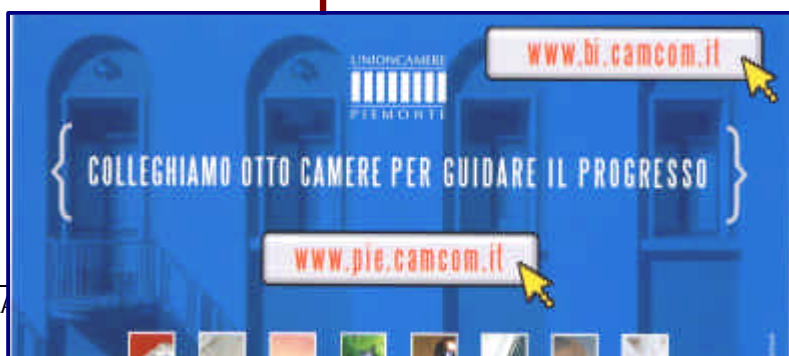 www.bi.camcom.it
UNIONCAMERE
PIEMONTE
{ COLLEGHIAMO OTTO CAMERE PER GUIDARE IL PROGRESSO }
www.pie.camcom.it
A